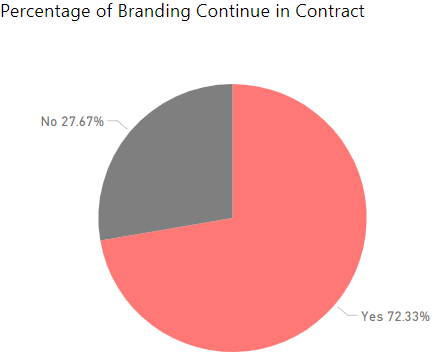 Percentage of Branding Continue in Contract
No 27.67%
Yes 72.33%